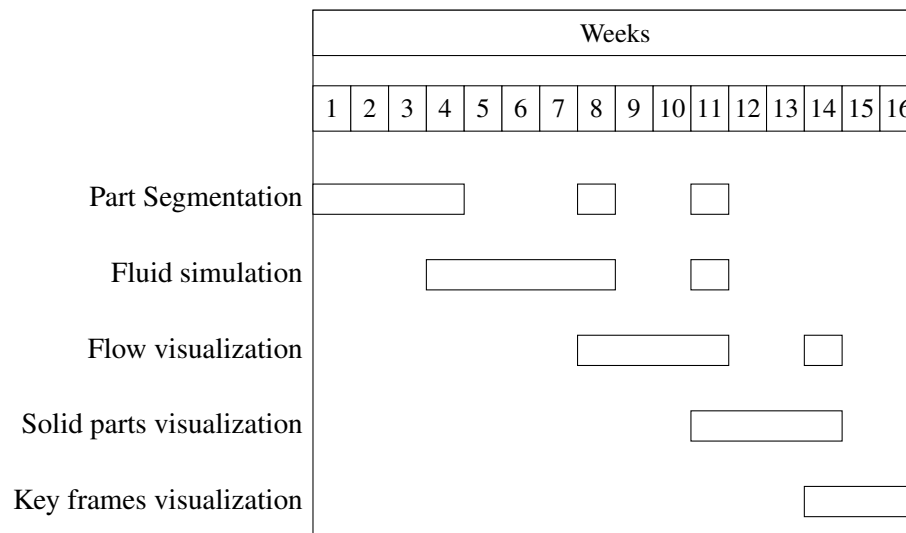 Weeks
1 2 3 4 5 6 7 8 9 10 11 12 13 14 15 16
Part Segmentation
Fluid simulation
Flow visualization
Solid parts visualization
Key frames visualization